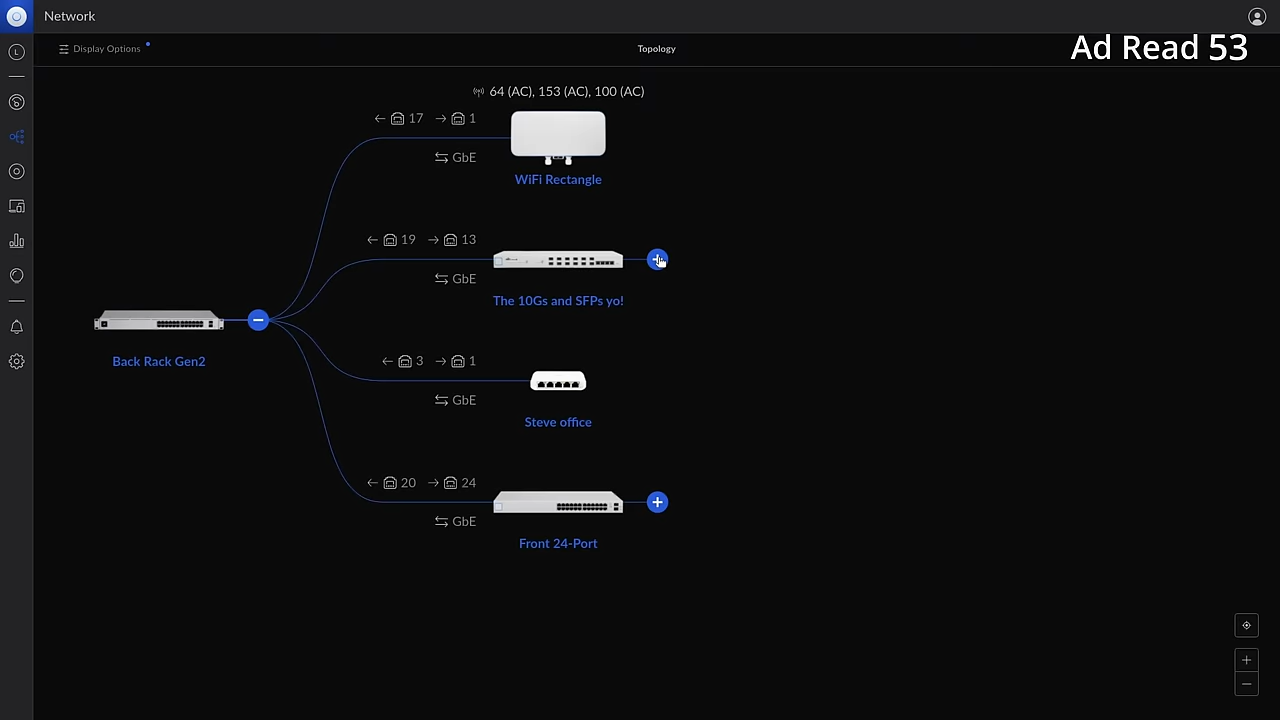 Network
Display Options
Topology
Ad Read 53
64 (AC), 153 (AC), 100 (AC)
← 17 → 1
GbE
WiFi Rectangle
← 19 → 13
GbE
The 10Gs and SFPs yo!
Back Rack Gen2
← 3 → 1
GbE
Steve office
← 20 → 24
GbE
Front 24-Port